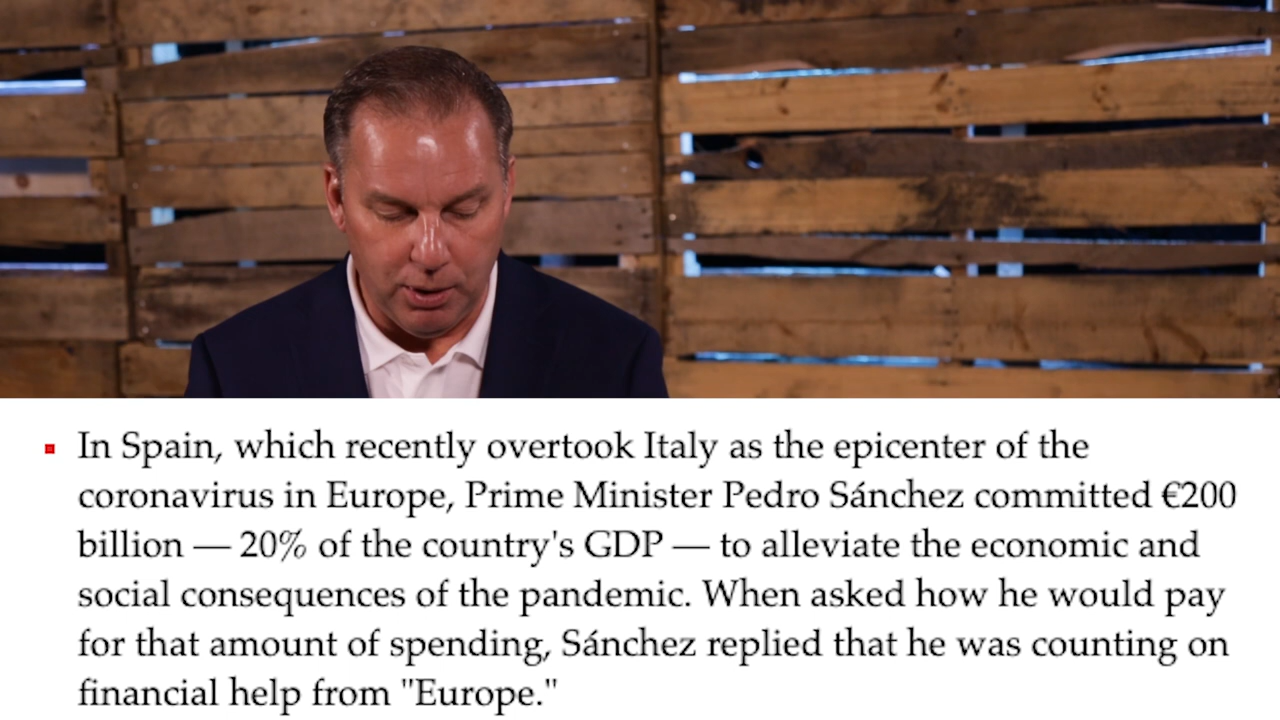 In Spain, which recently overtook Italy as the epicenter of the
coronavirus in Europe, Prime Minister Pedro Sánchez committed €200
billion — 20% of the country's GDP — to alleviate the economic and
social consequences of the pandemic. When asked how he would pay
for that amount of spending, Sánchez replied that he was counting on
financial help from "Europe."